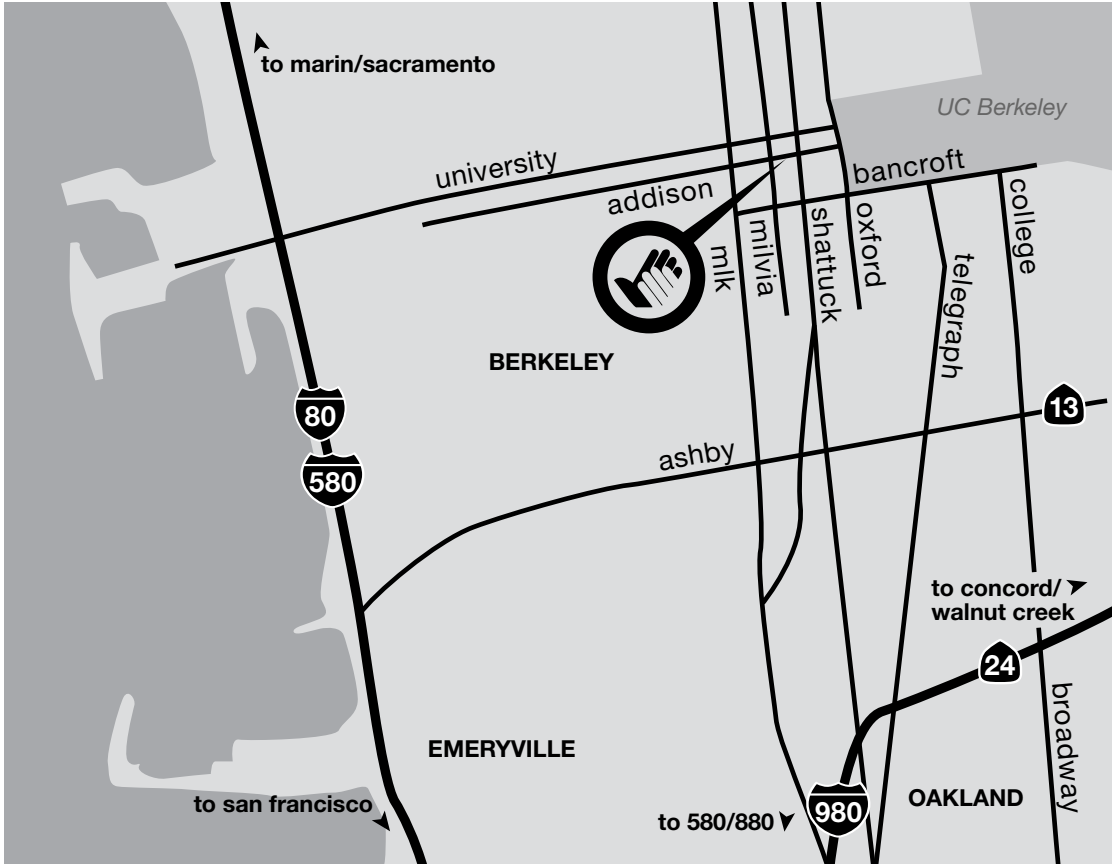 to marin/sacramento
UC Berkeley
university
bancroft
addison
college
mlk
milvia
shattuck
oxford
telegraph
BERKELEY
80
13
ashby
580
to concord/
walnut creek
24
broadway
EMERYVILLE
to san francisco
to 580/880
980
OAKLAND